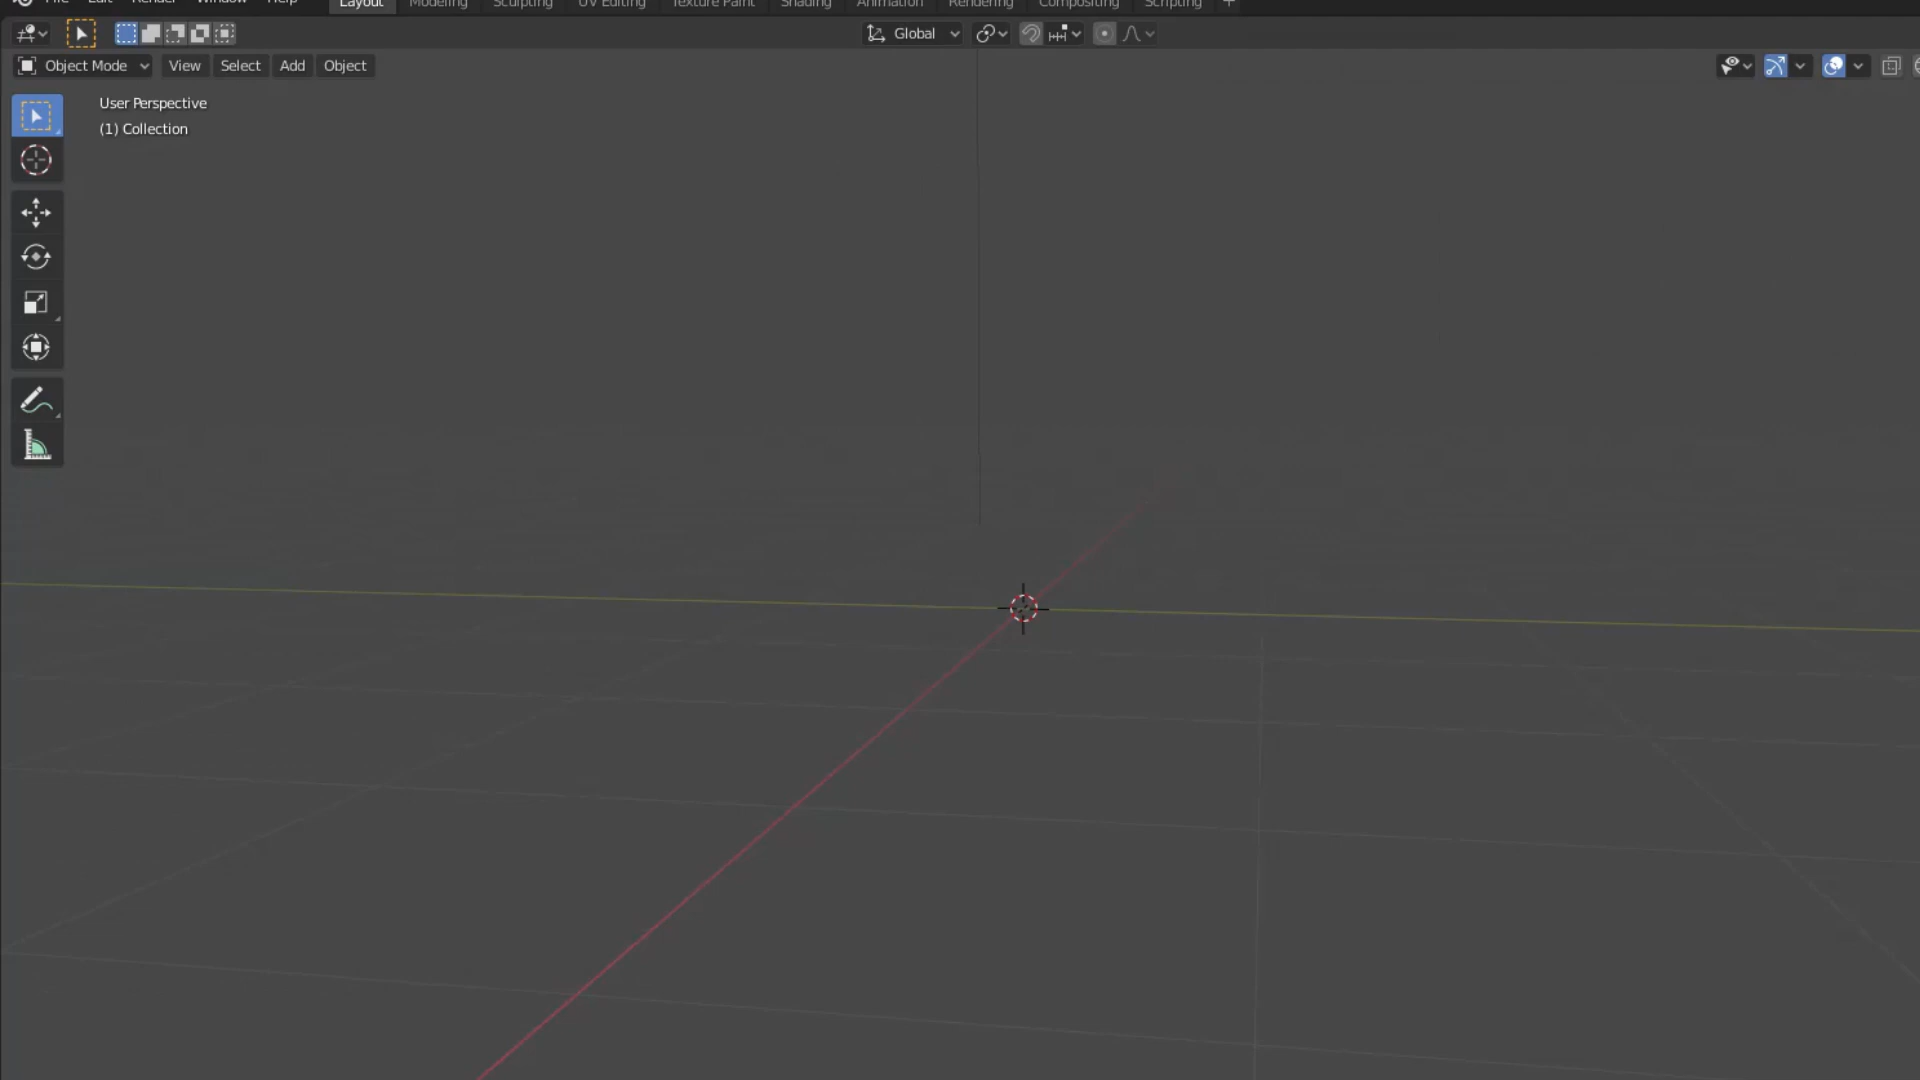 File Edit Render Window Help Layout Modeling Sculpting UV Editing Texture Paint Shading Animation Rendering Compositing Scripting +
Global
Object Mode View Select Add Object
User Perspective
(1) Collection